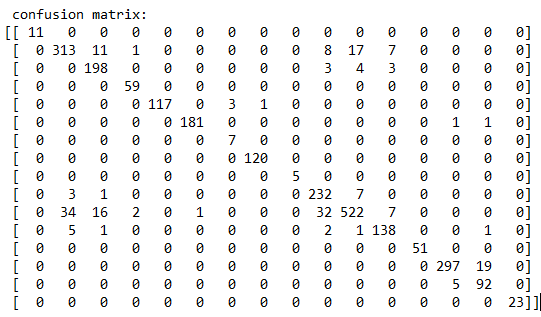 confusion matrix:
[[ 11 0 0 0 0 0 0 0 0 0 0 0 0 0 0 0]
[ 0 313 11 1 0 0 0 0 0 8 17 7 0 0 0 0]
[ 0 0 198 0 0 0 0 0 0 3 4 3 0 0 0 0]
[ 0 0 0 59 0 0 0 0 0 0 0 0 0 0 0 0]
[ 0 0 0 0 117 0 3 1 0 0 0 0 0 0 0 0]
[ 0 0 0 0 0 181 0 0 0 0 0 0 0 1 1 0]
[ 0 0 0 0 0 0 7 0 0 0 0 0 0 0 0 0]
[ 0 0 0 0 0 0 0 120 0 0 0 0 0 0 0 0]
[ 0 0 0 0 0 0 0 0 5 0 0 0 0 0 0 0]
[ 0 3 1 0 0 0 0 0 0 232 7 0 0 0 0 0]
[ 0 34 16 2 0 1 0 0 0 32 522 7 0 0 0 0]
[ 0 5 1 0 0 0 0 0 0 2 1 138 0 0 1 0]
[ 0 0 0 0 0 0 0 0 0 0 0 0 51 0 0 0]
[ 0 0 0 0 0 0 0 0 0 0 0 0 0 297 19 0]
[ 0 0 0 0 0 0 0 0 0 0 0 0 0 5 92 0]
[ 0 0 0 0 0 0 0 0 0 0 0 0 0 0 0 23]]